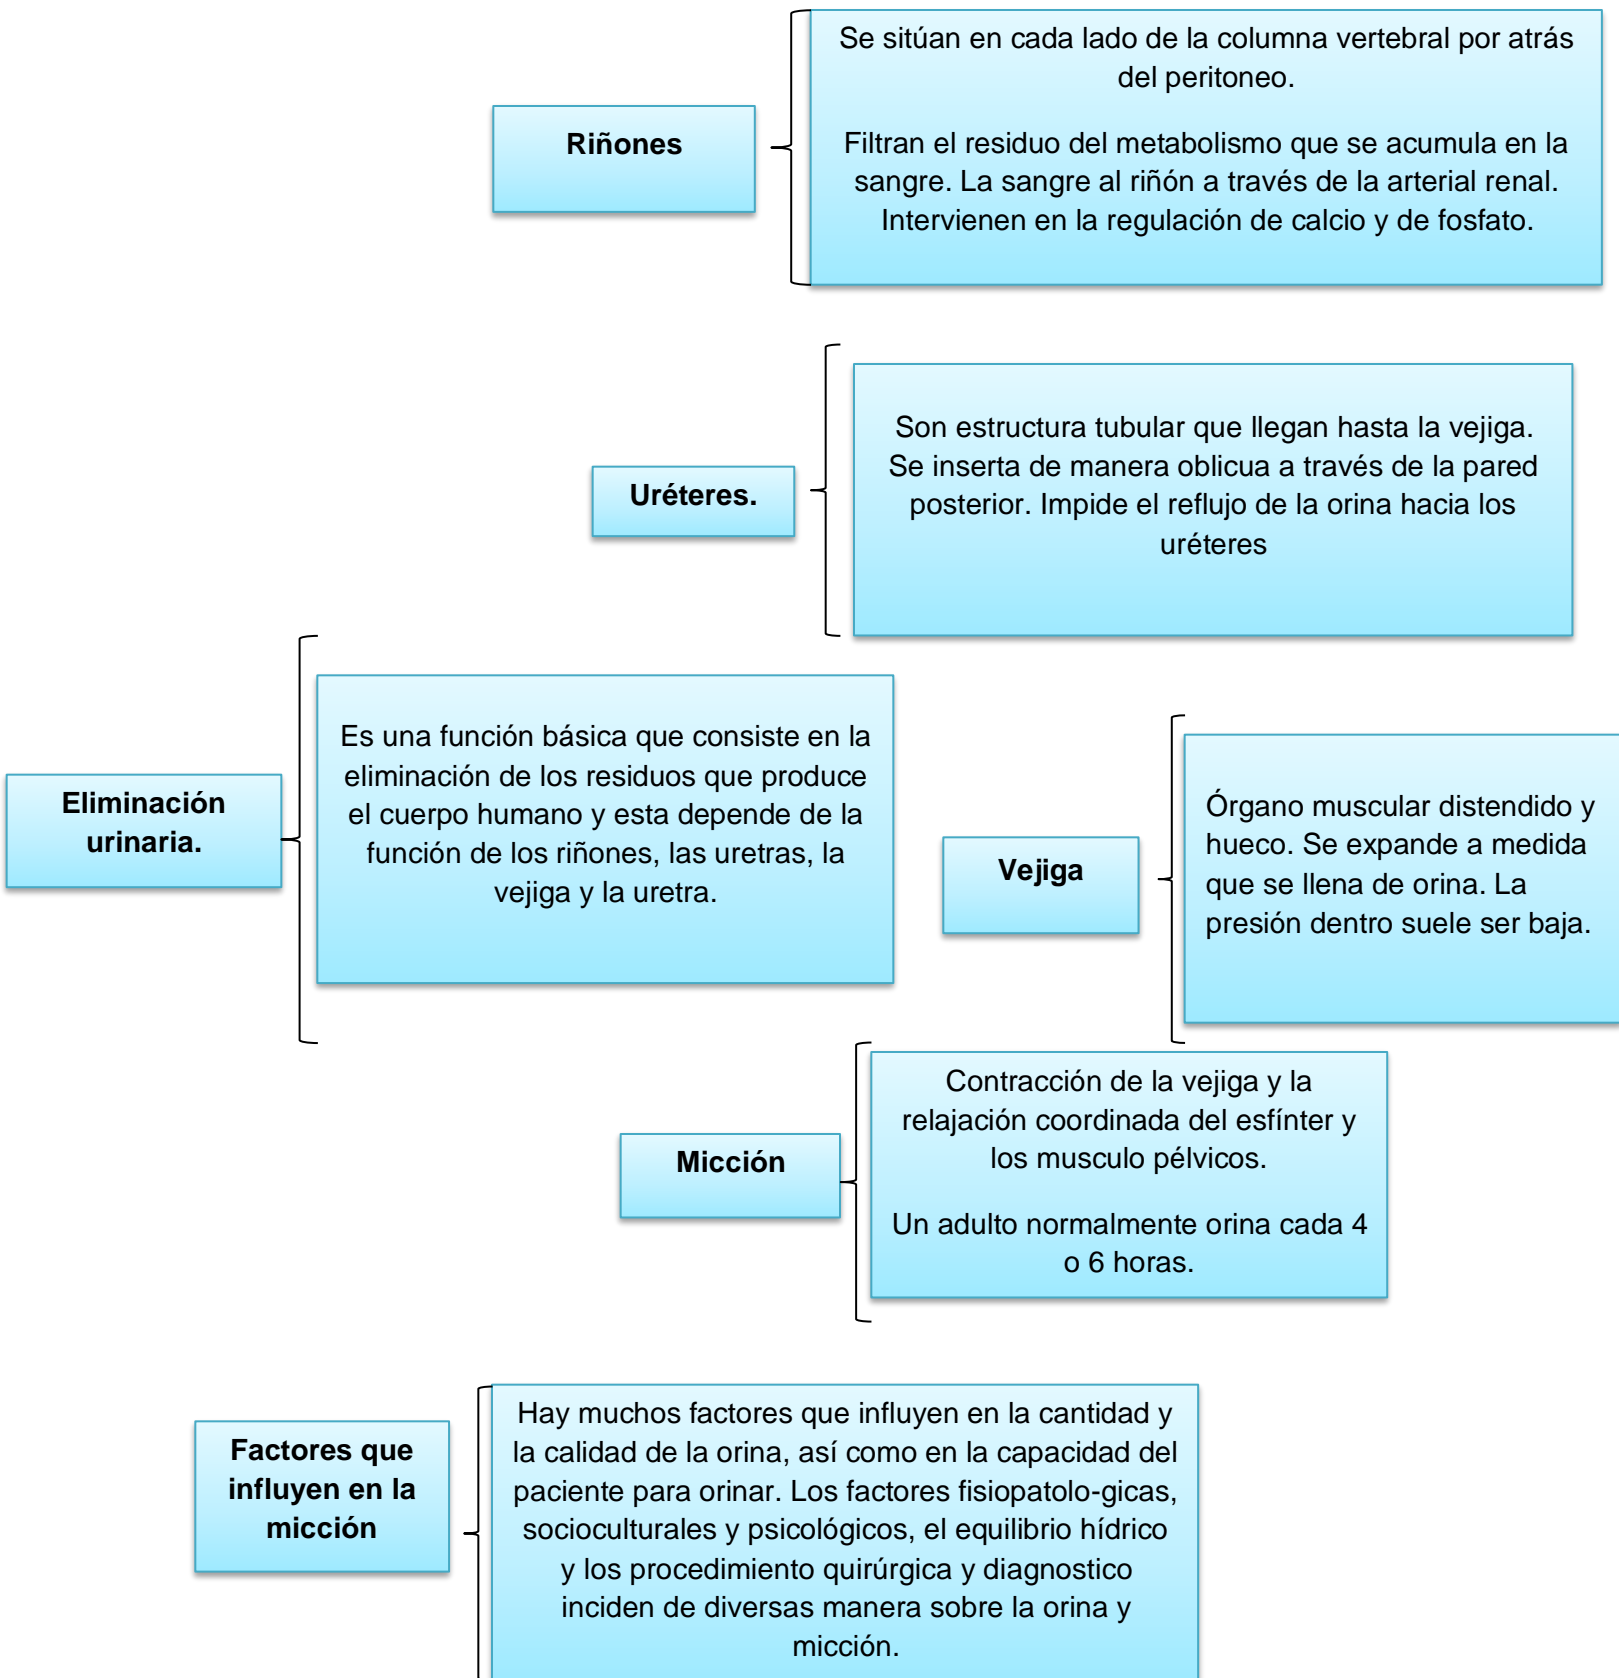 Riñones
Se sitúan en cada lado de la columna vertebral por atrás
del peritoneo.
Filtran el residuo del metabolismo que se acumula en la
sangre. La sangre al riñón a través de la arterial renal.
Intervienen en la regulación de calcio y de fosfato.
Uréteres.
Son estructura tubular que llegan hasta la vejiga.
Se inserta de manera oblicua a través de la pared
posterior. Impide el reflujo de la orina hacia los
uréteres
Eliminación
urinaria.
Es una función básica que consiste en la
eliminación de los residuos que produce
el cuerpo humano y esta depende de la
función de los riñones, las uretras, la
vejiga y la uretra.
Vejiga
Órgano muscular distendido y
hueco. Se expande a medida
que se llena de orina. La
presión dentro suele ser baja.
Micción
Contracción de la vejiga y la
relajación coordinada del esfínter y
los musculo pélvicos.
Un adulto normalmente orina cada 4
o 6 horas.
Factores que
influyen en la
micción
Hay muchos factores que influyen en la cantidad y
la calidad de la orina, así como en la capacidad del
paciente para orinar. Los factores fisiopatolo-gicas,
socioculturales y psicológicos, el equilibrio hídrico
y los procedimiento quirúrgica y diagnostico
inciden de diversas manera sobre la orina y
micción.